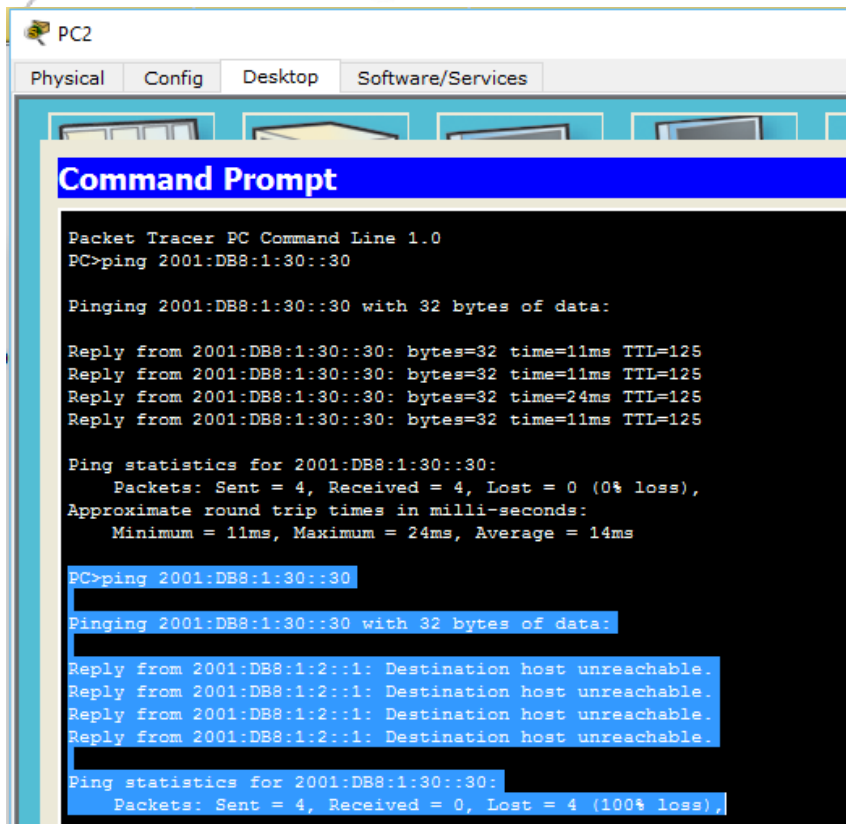 PC2
Physical Config Desktop Software/Services
Command Prompt
Packet Tracer PC Command Line 1.0
PC>ping 2001:DB8:1:30::30
Pinging 2001:DB8:1:30::30 with 32 bytes of data:
Reply from 2001:DB8:1:30::30: bytes=32 time=11ms TTL=125
Reply from 2001:DB8:1:30::30: bytes=32 time=11ms TTL=125
Reply from 2001:DB8:1:30::30: bytes=32 time=24ms TTL=125
Reply from 2001:DB8:1:30::30: bytes=32 time=11ms TTL=125
Ping statistics for 2001:DB8:1:30::30:
Packets: Sent = 4, Received = 4, Lost = 0 (0% loss),
Approximate round trip times in milli-seconds:
Minimum = 11ms, Maximum = 24ms, Average = 14ms
PC>ping 2001:DB8:1:30::30
Pinging 2001:DB8:1:30::30 with 32 bytes of data:
Reply from 2001:DB8:1:2::1: Destination host unreachable.
Reply from 2001:DB8:1:2::1: Destination host unreachable.
Reply from 2001:DB8:1:2::1: Destination host unreachable.
Reply from 2001:DB8:1:2::1: Destination host unreachable.
Ping statistics for 2001:DB8:1:30::30:
Packets: Sent = 4, Received = 0, Lost = 4 (100% loss),